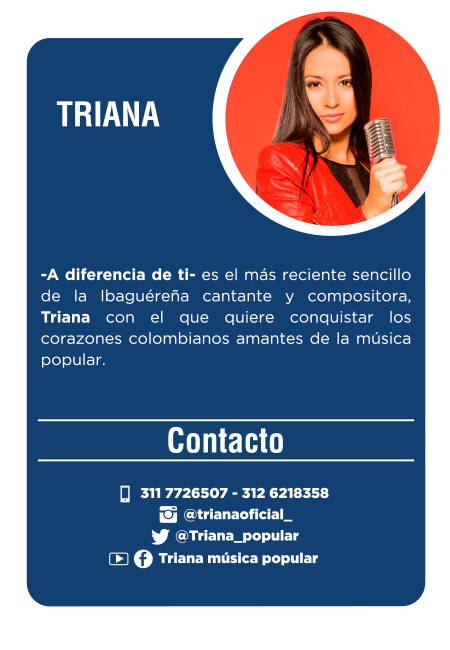 TRIANA
-A diferencia de ti- es el más reciente sencillo
de la Ibaguéreña cantante y compositora,
Triana con el que quiere conquistar los
corazones colombianos amantes de la música
popular.
Contacto
311 7726507 - 312 6218358
@trianaoficial_
@Triana_popular
Triana música popular